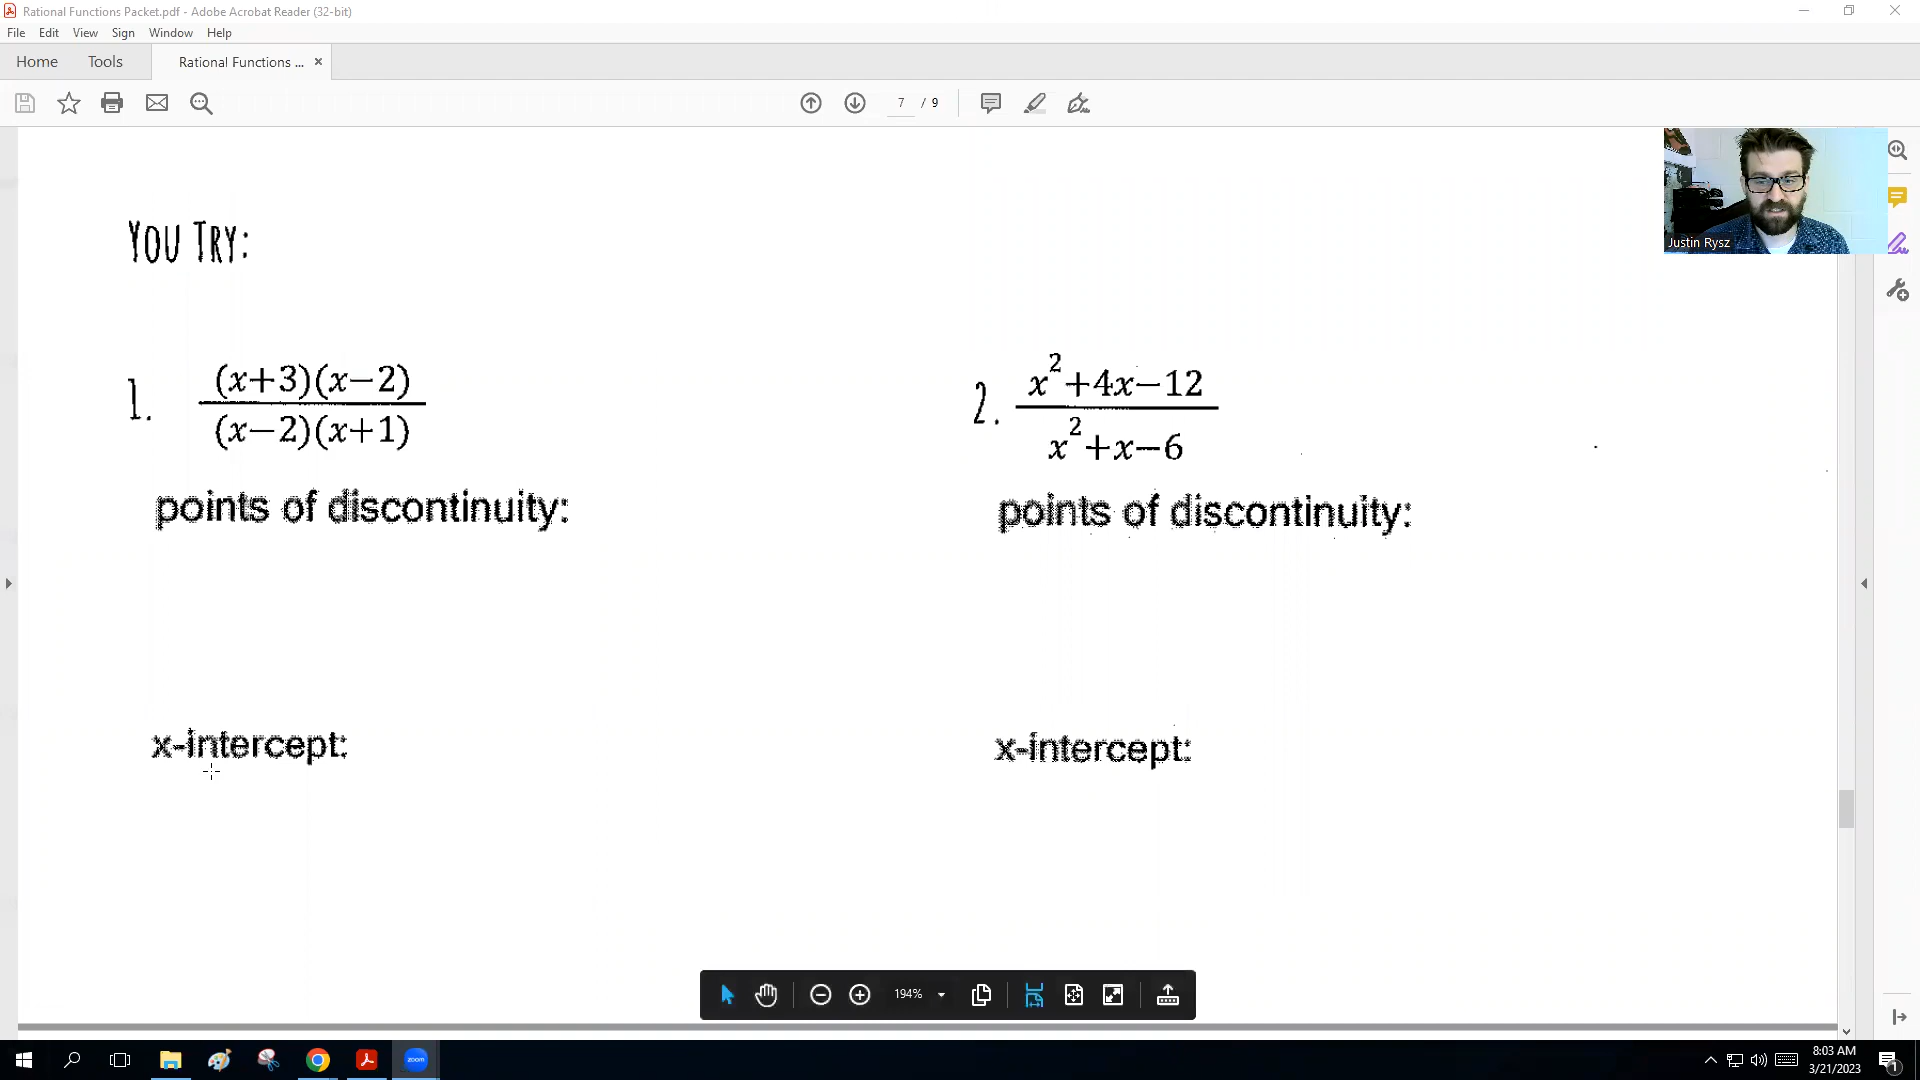 Rational Functions Packet.pdf - Adobe Acrobat Reader (32-bit)
File Edit View Sign Window Help
Home Tools Rational Functions ... ×
7 / 9
Justin Rysz
YOU TRY:
1. (x+3)(x−2)
(x−2)(x+1)
points of discontinuity:
x-intercept:
2. x²+4x−12
x²+x−6
points of discontinuity:
x-intercept:
194%
zoom
8:03 AM
3/21/2023
1